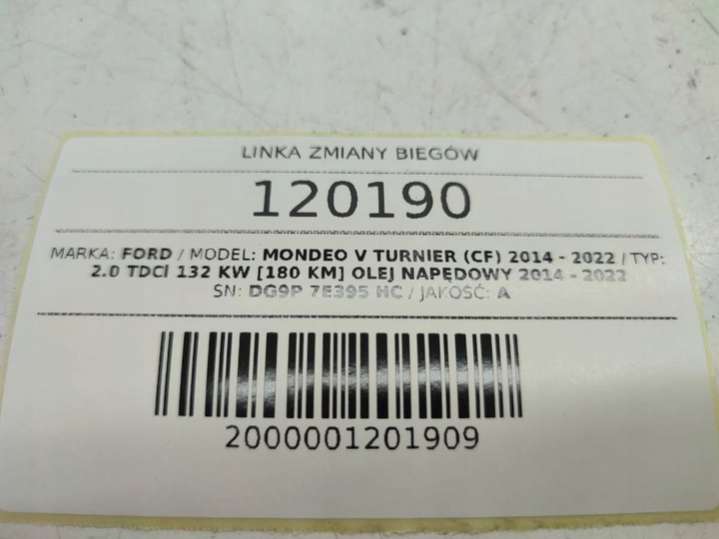 LINKA ZMIANY BIEGÓW
120190
MARKA: FORD / MODEL: MONDEO V TURNIER (CF) 2014 - 2022 / TYP:
2.0 TDCi 132 KW [180 KM] OLEJ NAPĘDOWY 2014 - 2022
SN: DG9P 7E395 HC / JAKOŚĆ: A
2000001201909